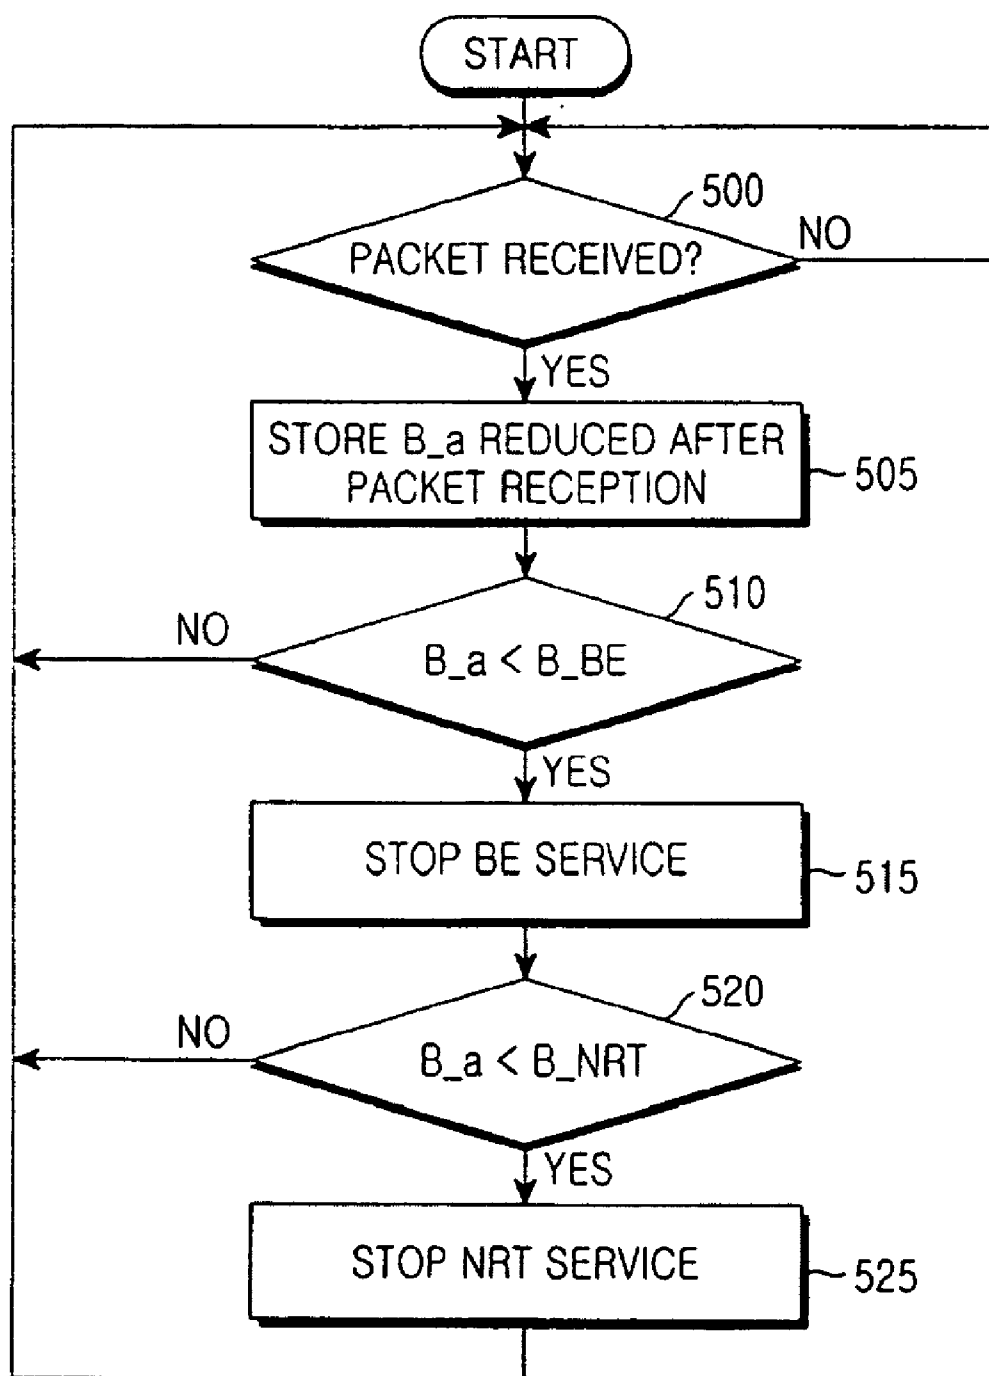 START
500
PACKET RECEIVED?
NO
YES
STORE B_a REDUCED AFTER
PACKET RECEPTION
505
510
NO
B_a < B_BE
YES
STOP BE SERVICE
515
520
NO
B_a < B_NRT
YES
STOP NRT SERVICE
525